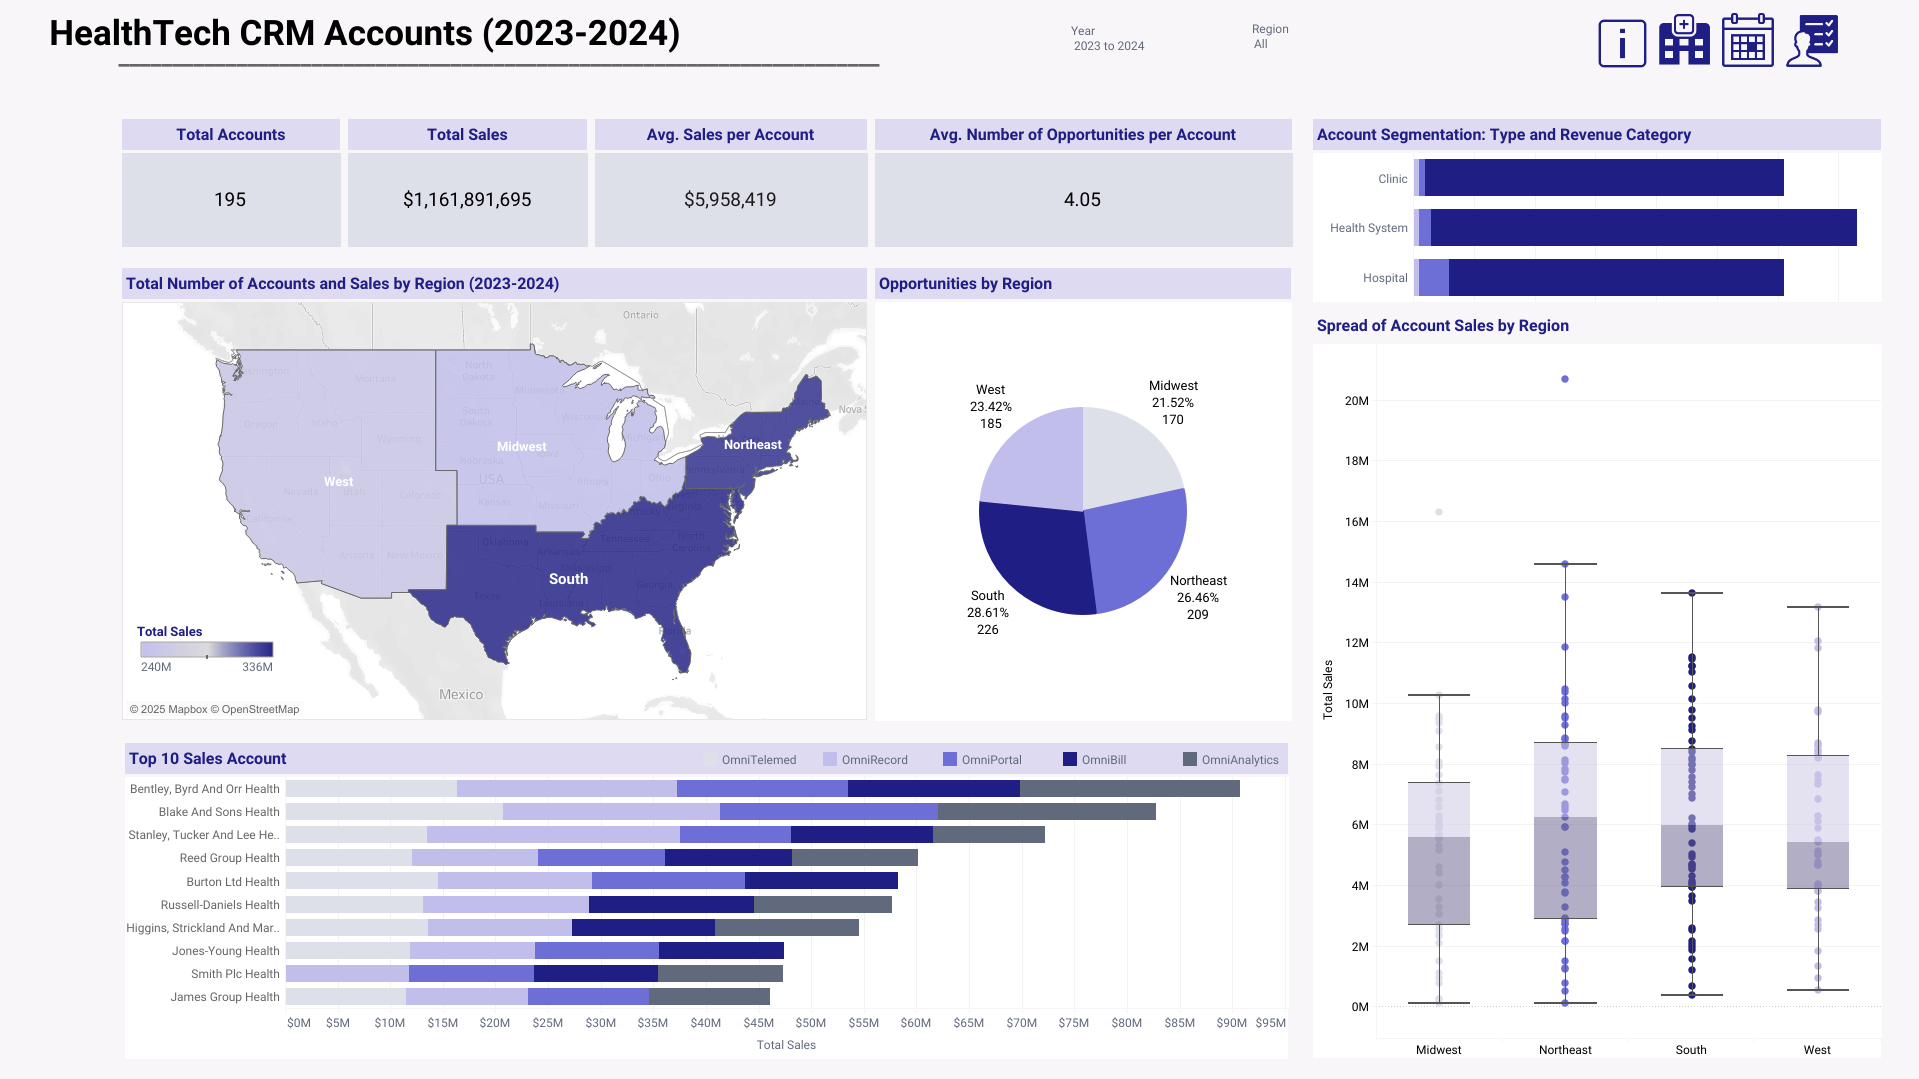 HealthTech CRM Accounts (2023-2024)
Year
2023 to 2024
Region
All
i
Total Accounts
195
Total Sales
$1,161,891,695
Avg. Sales per Account
$5,958,419
Avg. Number of Opportunities per Account
4.05
Account Segmentation: Type and Revenue Category
Clinic
Health System
Hospital
Total Number of Accounts and Sales by Region (2023-2024)
Ontario
Montana
North
Dakota
Minnesota
Oregon
Idaho
South
Dakota
Wisconsin
Michigan
Maine
Nova
Wyoming
Midwest
Northeast
Nebraska
Iowa
West
USA
Nevada
Utah
Colorado
Kansas
Missouri
Illinois
Ohio
Pennsylvania
California
Arizona
New Mexico
Oklahoma
Arkansas
Tennessee
North
Carolina
South
Mississippi
Georgia
Texas
Louisiana
Florida
Mexico
Total Sales
240M
336M
© 2025 Mapbox © OpenStreetMap
Opportunities by Region
West
23.42%
185
Midwest
21.52%
170
South
28.61%
226
Northeast
26.46%
209
Spread of Account Sales by Region
20M
18M
16M
14M
12M
10M
8M
6M
4M
2M
0M
Total Sales
Midwest
Northeast
South
West
Top 10 Sales Account
OmniTelemed
OmniRecord
OmniPortal
OmniBill
OmniAnalytics
Bentley, Byrd And Orr Health
Blake And Sons Health
Stanley, Tucker And Lee He..
Reed Group Health
Burton Ltd Health
Russell-Daniels Health
Higgins, Strickland And Mar..
Jones-Young Health
Smith Plc Health
James Group Health
$0M $5M $10M $15M $20M $25M $30M $35M $40M $45M $50M $55M $60M $65M $70M $75M $80M $85M $90M $95M
Total Sales